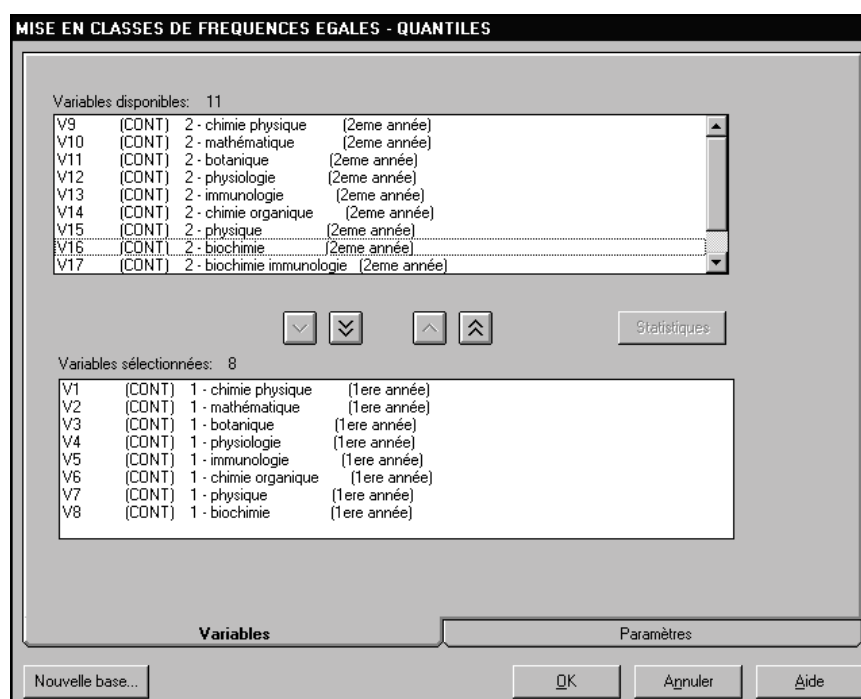 MISE EN CLASSES DE FREQUENCES EGALES - QUANTILES
Variables disponibles: 11
V9 (CONT) 2 - chimie physique (2eme année)
V10 (CONT) 2 - mathématique (2eme année)
V11 (CONT) 2 - botanique (2eme année)
V12 (CONT) 2 - physiologie (2eme année)
V13 (CONT) 2 - immunologie (2eme année)
V14 (CONT) 2 - chimie organique (2eme année)
V15 (CONT) 2 - physique (2eme année)
V16 (CONT) 2 - biochimie (2eme année)
V17 (CONT) 2 - biochimie immunologie (2eme année)
Statistiques
Variables sélectionnées: 8
V1 (CONT) 1 - chimie physique (1ere année)
V2 (CONT) 1 - mathématique (1ere année)
V3 (CONT) 1 - botanique (1ere année)
V4 (CONT) 1 - physiologie (1ere année)
V5 (CONT) 1 - immunologie (1ere année)
V6 (CONT) 1 - chimie organique (1ere année)
V7 (CONT) 1 - physique (1ere année)
V8 (CONT) 1 - biochimie (1ere année)
Variables Paramètres
Nouvelle base... OK Annuler Aide